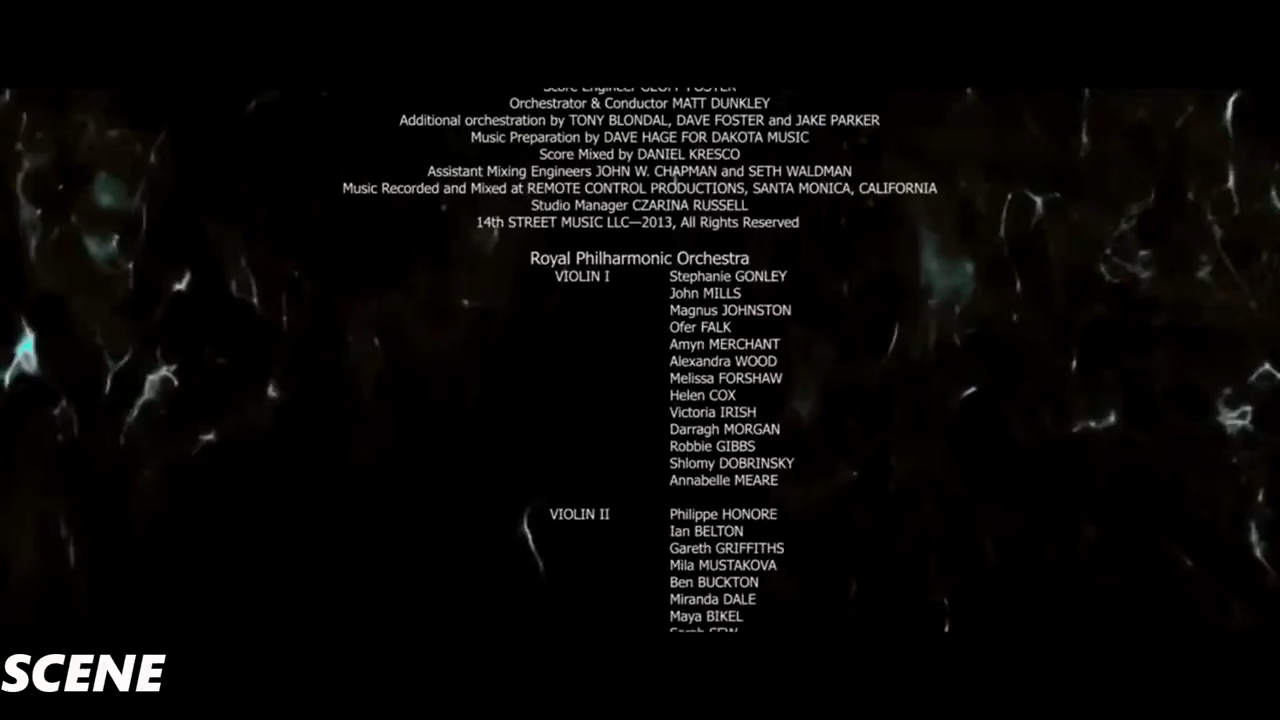 Score Engineer GEOFF FOSTER
Orchestrator & Conductor MATT DUNKLEY
Additional orchestration by TONY BLONDAL, DAVE FOSTER and JAKE PARKER
Music Preparation by DAVE HAGE FOR DAKOTA MUSIC
Score Mixed by DANIEL KRESCO
Assistant Mixing Engineers JOHN W. CHAPMAN and SETH WALDMAN
Music Recorded and Mixed at REMOTE CONTROL PRODUCTIONS, SANTA MONICA, CALIFORNIA
Studio Manager CZARINA RUSSELL
14th STREET MUSIC LLC—2013, All Rights Reserved
Royal Philharmonic Orchestra
VIOLIN I Stephanie GONLEY
John MILLS
Magnus JOHNSTON
Ofer FALK
Amyn MERCHANT
Alexandra WOOD
Melissa FORSHAW
Helen COX
Victoria IRISH
Darragh MORGAN
Robbie GIBBS
Shlomy DOBRINSKY
Annabelle MEARE
VIOLIN II Philippe HONORE
Ian BELTON
Gareth GRIFFITHS
Mila MUSTAKOVA
Ben BUCKTON
Miranda DALE
Maya BIKEL
SCENE